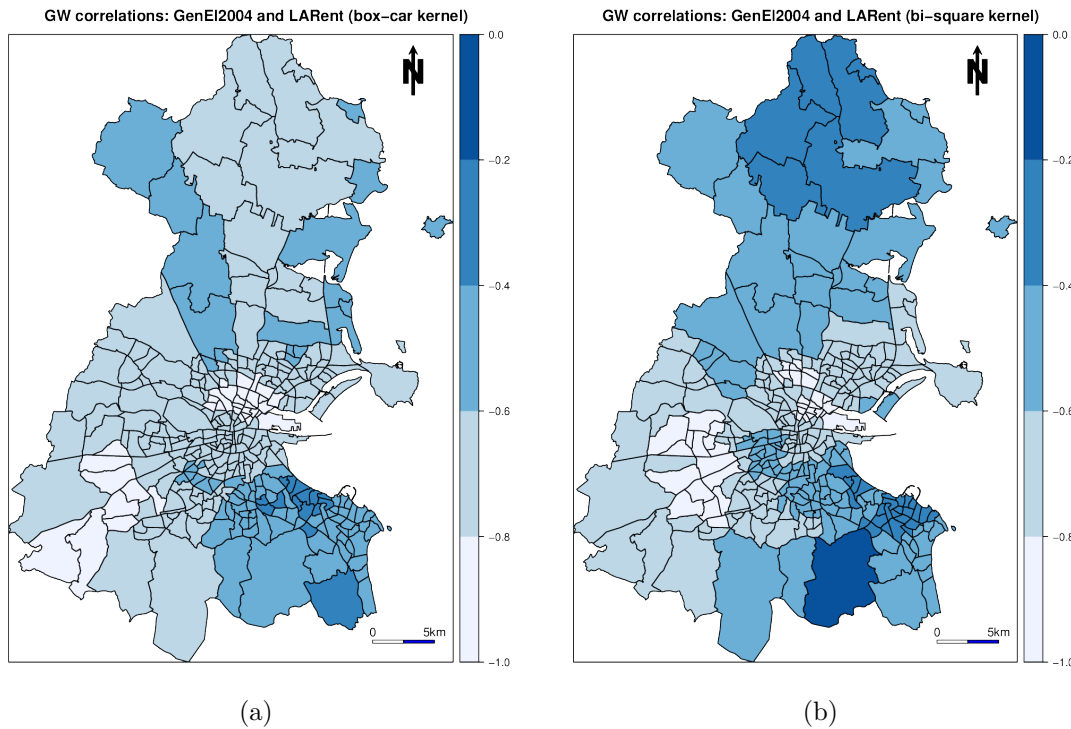 GW correlations: GenEl2004 and LARent (box−car kernel)
N
0.0
−0.2
−0.4
−0.6
−0.8
−1.0
0 5km
(a)
GW correlations: GenEl2004 and LARent (bi−square kernel)
N
0.0
−0.2
−0.4
−0.6
−0.8
−1.0
0 5km
(b)